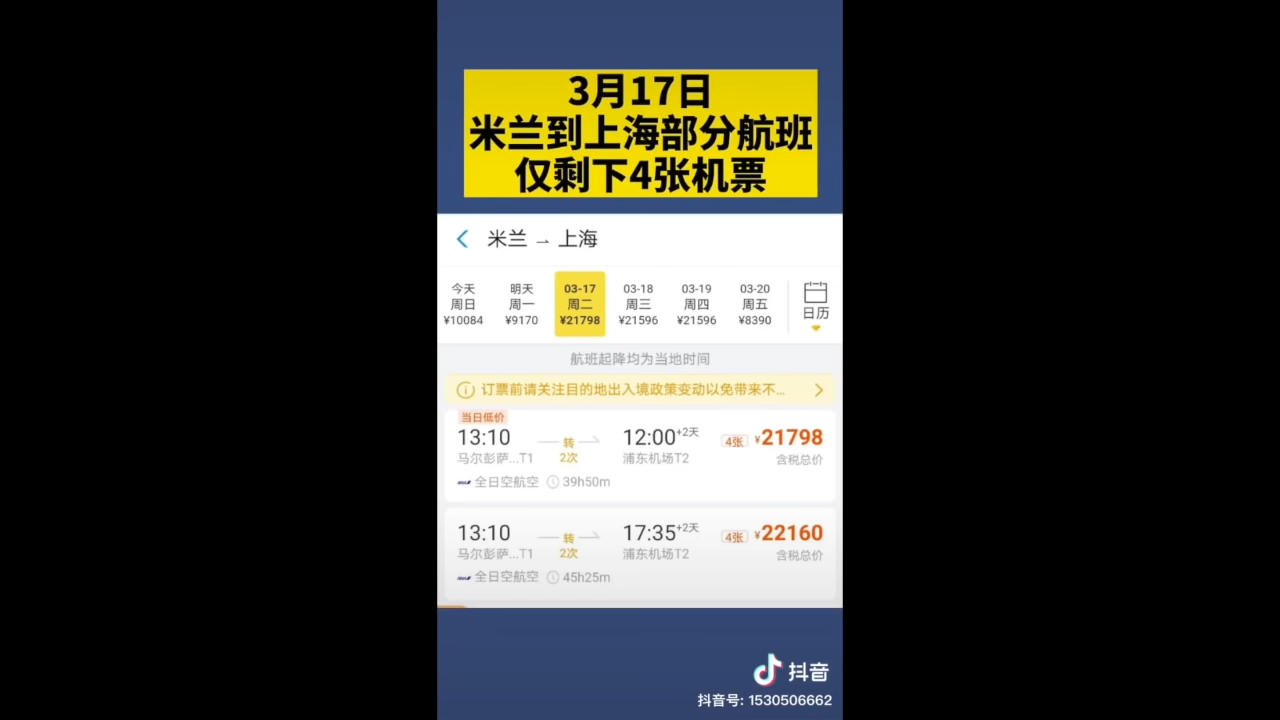 3月17日
米兰到上海部分航班
仅剩下4张机票
米兰 → 上海
今天 明天 03-17 03-18 03-19 03-20
周日 周一 周二 周三 周四 周五 日历
¥10084 ¥9170 ¥21798 ¥21596 ¥21596 ¥8390
航班起降均为当地时间
订票前请关注目的地出入境政策变动以免带来不...
当日低价
13:10 转 12:00+2天 4张 ¥21798
马尔彭萨...T1 2次 浦东机场T2 含税总价
全日空航空 39h50m
13:10 转 17:35+2天 4张 ¥22160
马尔彭萨...T1 2次 浦东机场T2 含税总价
全日空航空 45h25m
抖音
抖音号: 1530506662